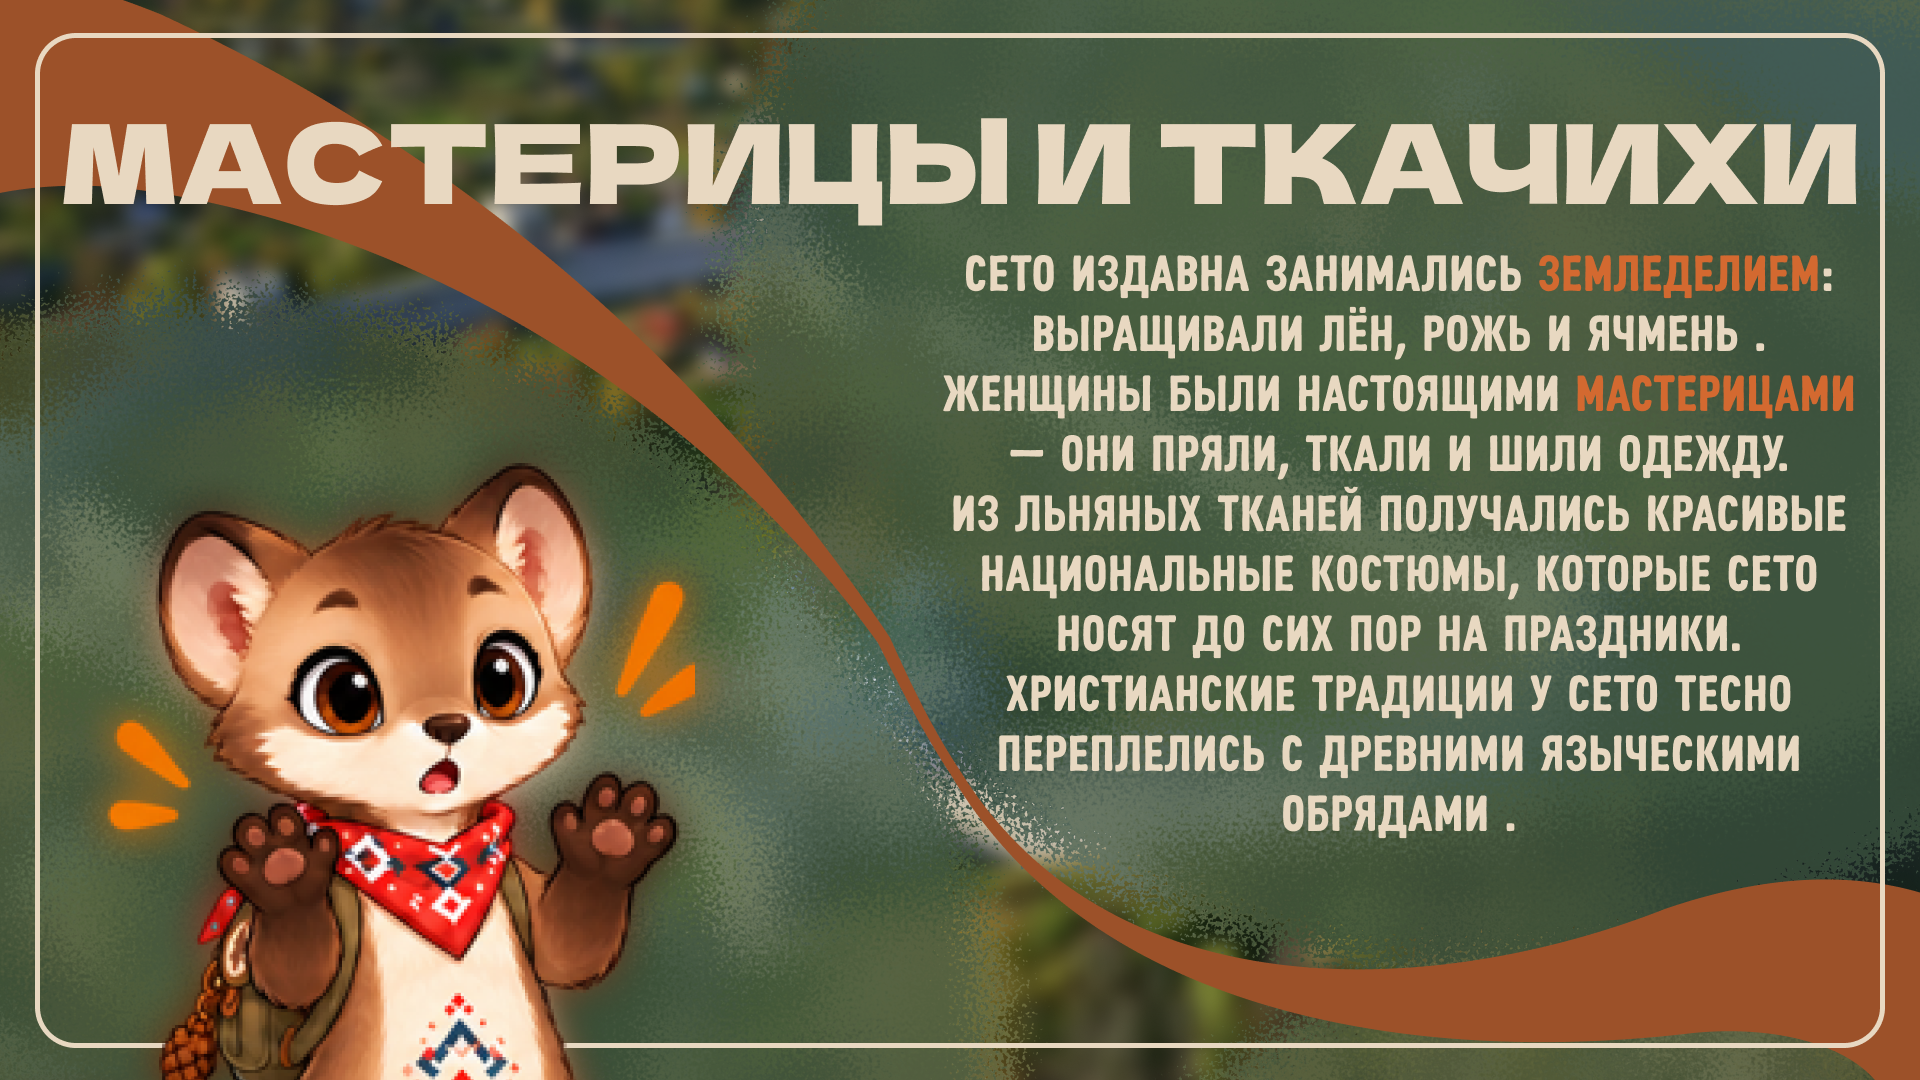 МАСТЕРИЦЫ И ТКАЧИХИ
СЕТО ИЗДАВНА ЗАНИМАЛИСЬ ЗЕМЛЕДЕЛИЕМ:
ВЫРАЩИВАЛИ ЛЁН, РОЖЬ И ЯЧМЕНЬ .
ЖЕНЩИНЫ БЫЛИ НАСТОЯЩИМИ МАСТЕРИЦАМИ
— ОНИ ПРЯЛИ, ТКАЛИ И ШИЛИ ОДЕЖДУ.
ИЗ ЛЬНЯНЫХ ТКАНЕЙ ПОЛУЧАЛИСЬ КРАСИВЫЕ
НАЦИОНАЛЬНЫЕ КОСТЮМЫ, КОТОРЫЕ СЕТО
НОСЯТ ДО СИХ ПОР НА ПРАЗДНИКИ.
ХРИСТИАНСКИЕ ТРАДИЦИИ У СЕТО ТЕСНО
ПЕРЕПЛЕЛИСЬ С ДРЕВНИМИ ЯЗЫЧЕСКИМИ
ОБРЯДАМИ .